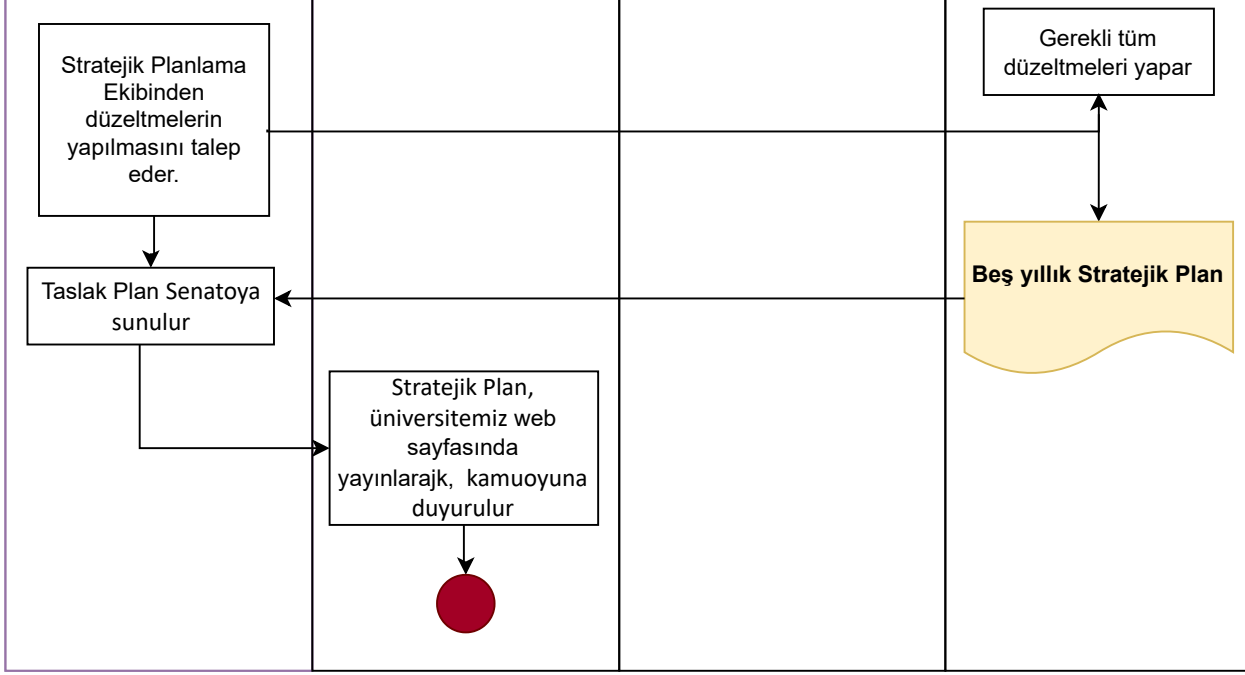 Stratejik Planlama
Ekibinden
düzeltmelerin
yapılmasını talep
eder.
Gerekli tüm
düzeltmeleri yapar
Beş yıllık Stratejik Plan
Taslak Plan Senatoya
sunulur
Stratejik Plan,
üniversitemiz web
sayfasında
yayınlarajk, kamuoyuna
duyurulur